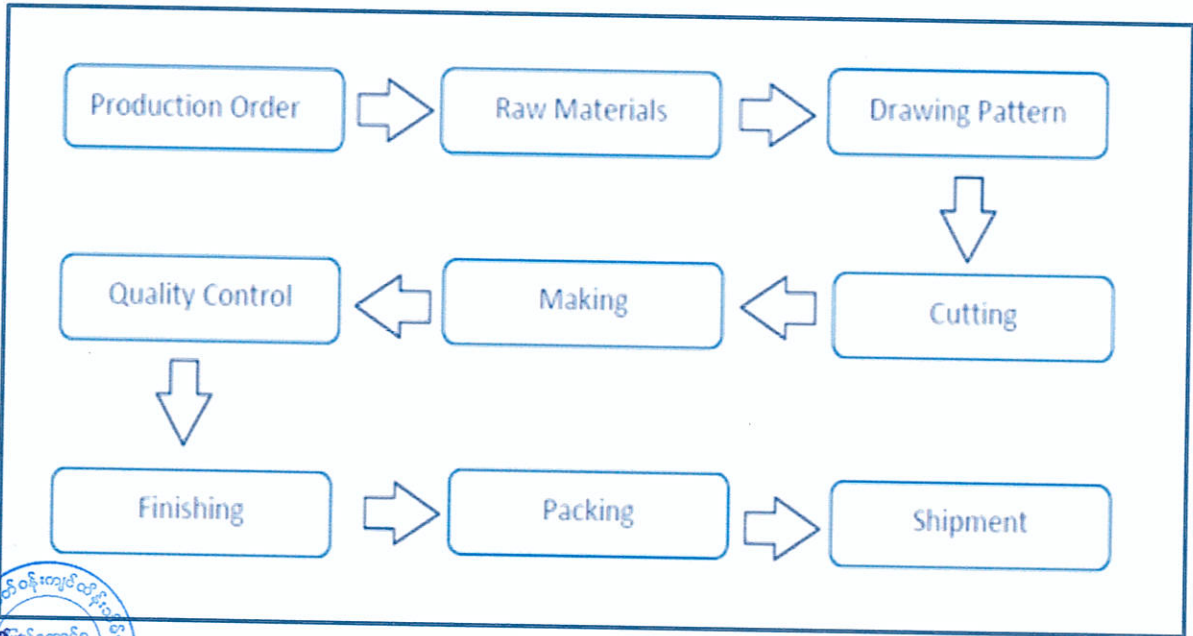 Production Order
Raw Materials
Drawing Pattern
Cutting
Making
Quality Control
Finishing
Packing
Shipment